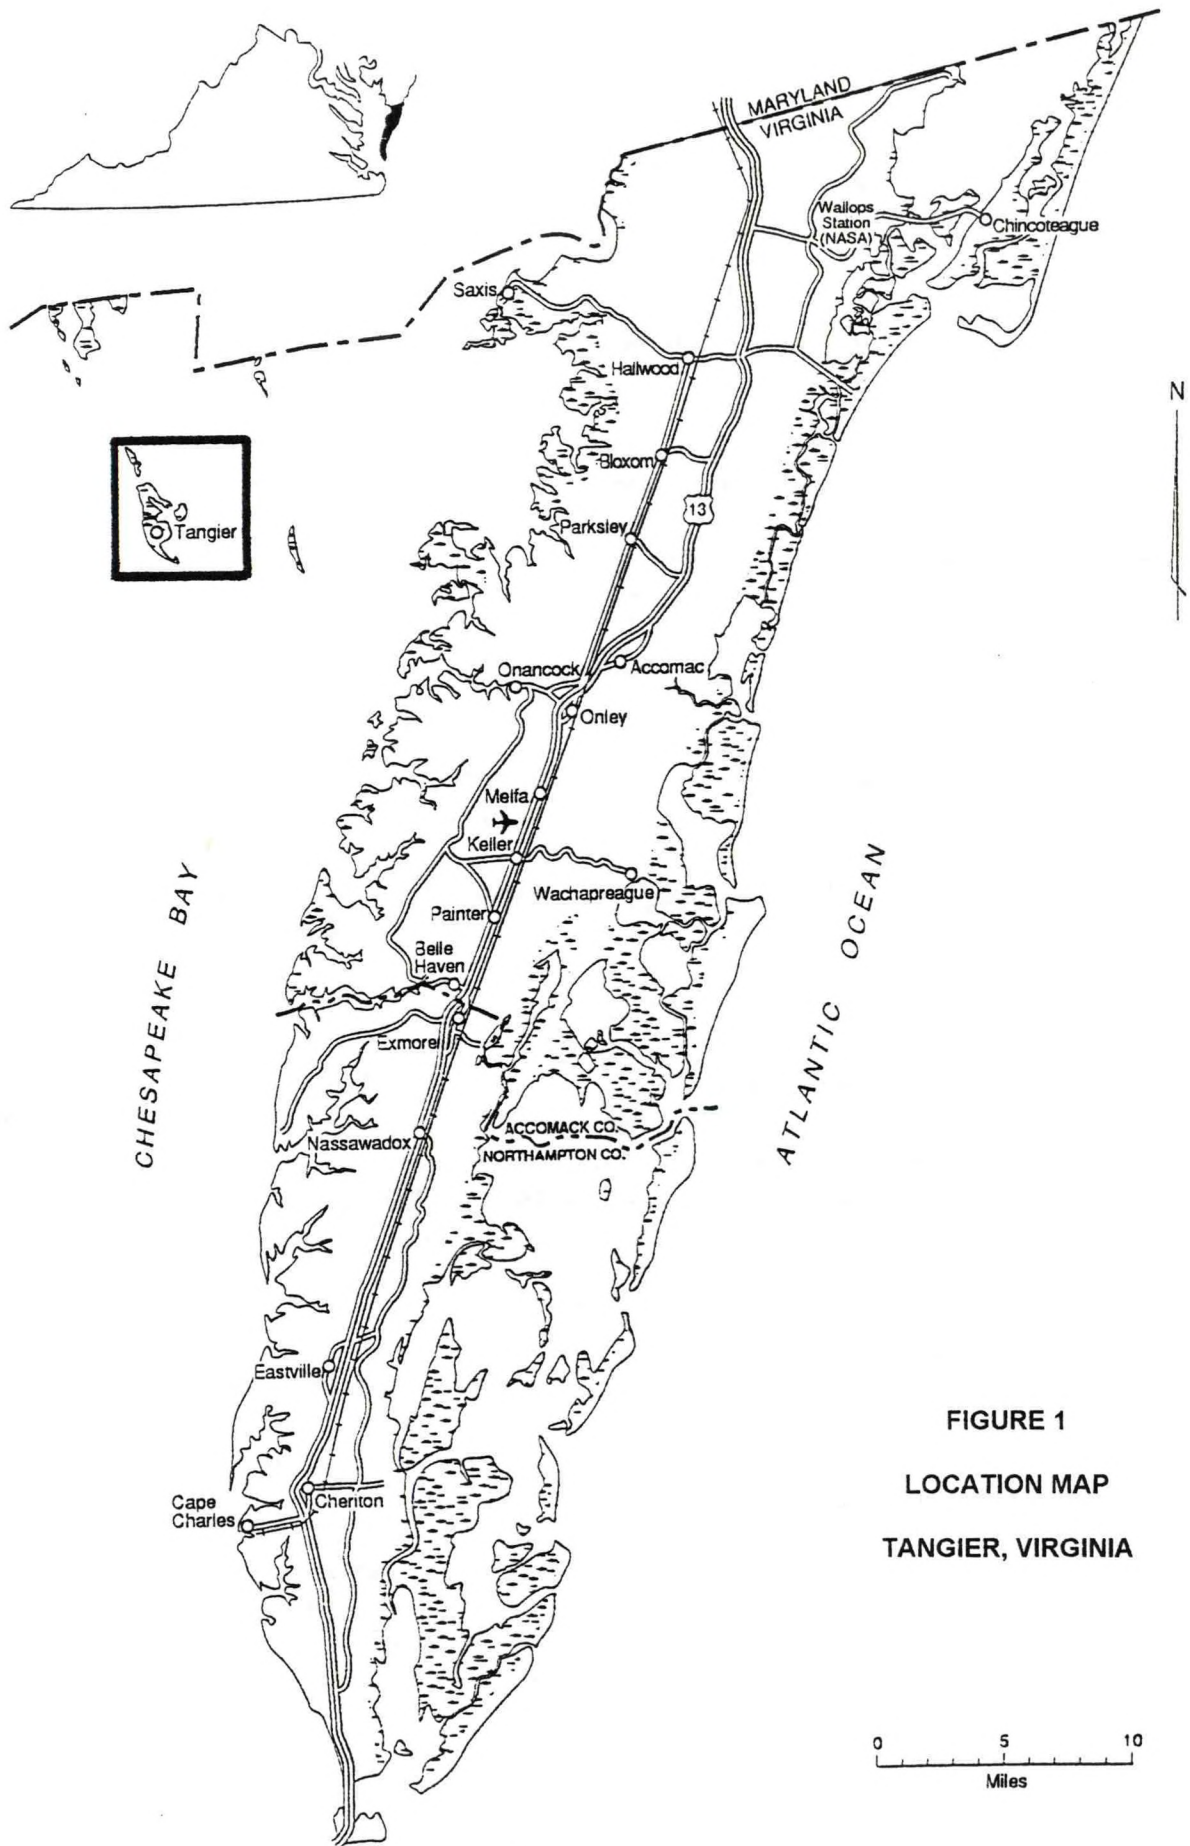 MARYLAND
VIRGINIA
Wallops
Station
(NASA)
Chincoteague
Saxis
Hallwood
N
Bloxom
13
Parksley
Tangier
Onancock
Accomac
Onley
Melfa
Keller
Wachapreague
Painter
Belle
Haven
CHESAPEAKE BAY
ATLANTIC OCEAN
Exmore
ACCOMACK CO.
Nassawadox
NORTHAMPTON CO.
Eastville
FIGURE 1
LOCATION MAP
TANGIER, VIRGINIA
Cheriton
Cape
Charles
0 5 10
Miles